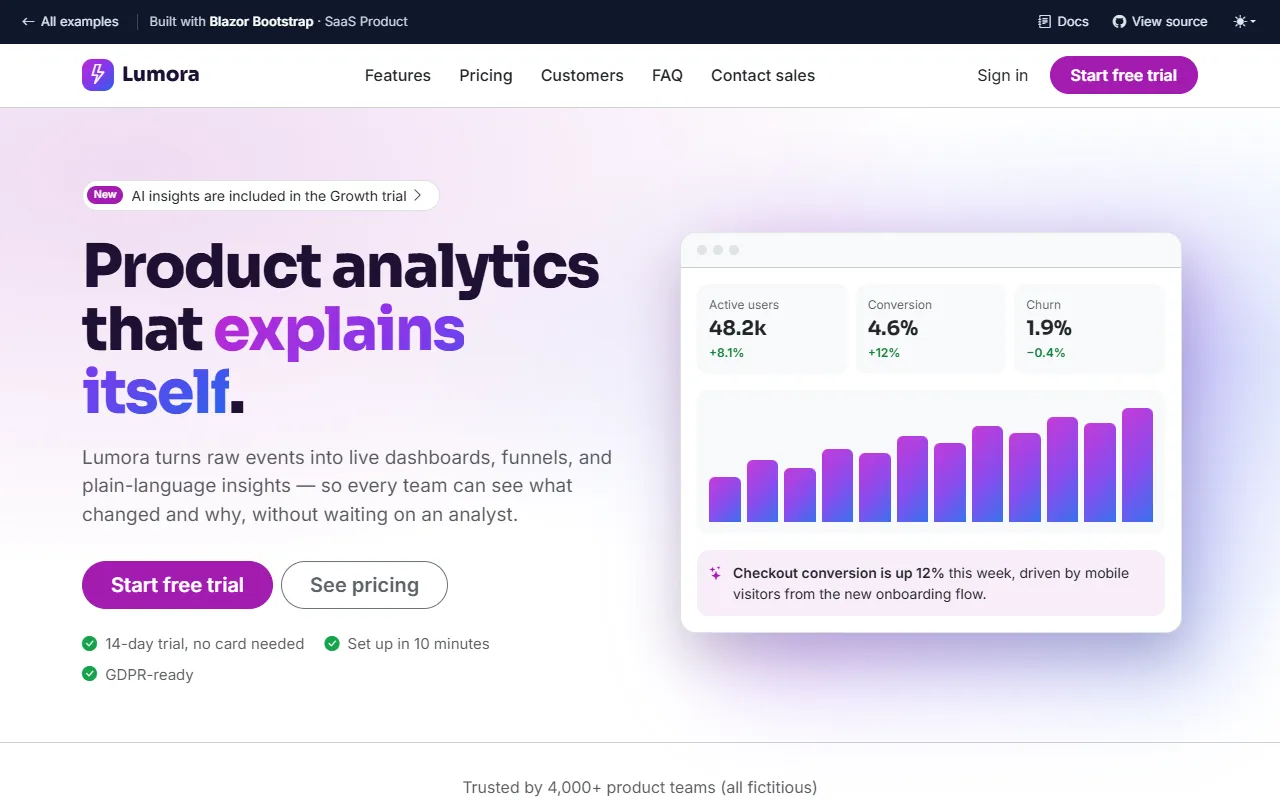 All examples
Built with Blazor Bootstrap · SaaS Product
Docs
View source
Lumora
Features
Pricing
Customers
FAQ
Contact sales
Sign in
Start free trial
New AI insights are included in the Growth trial
Product analytics
that explains
itself.
Lumora turns raw events into live dashboards, funnels, and
plain-language insights — so every team can see what
changed and why, without waiting on an analyst.
Start free trial
See pricing
14-day trial, no card needed
Set up in 10 minutes
GDPR-ready
Active users
48.2k
+8.1%
Conversion
4.6%
+12%
Churn
1.9%
−0.4%
Checkout conversion is up 12% this week, driven by mobile
visitors from the new onboarding flow.
Trusted by 4,000+ product teams (all fictitious)